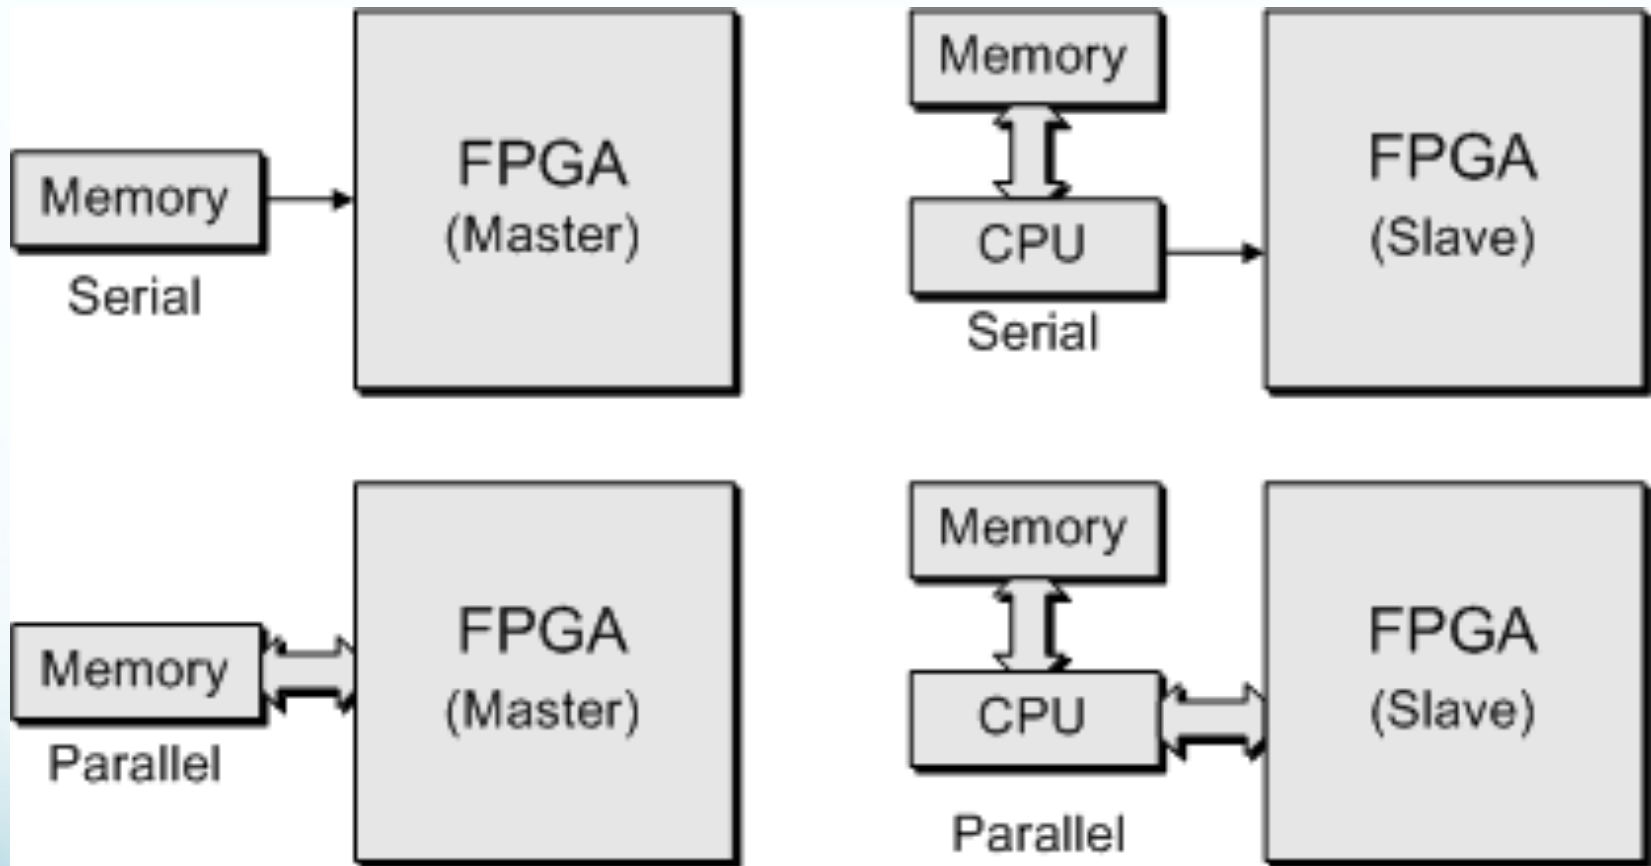 Memory
Serial
FPGA
(Master)
Memory
CPU
Serial
FPGA
(Slave)
Memory
Parallel
FPGA
(Master)
Memory
CPU
Parallel
FPGA
(Slave)